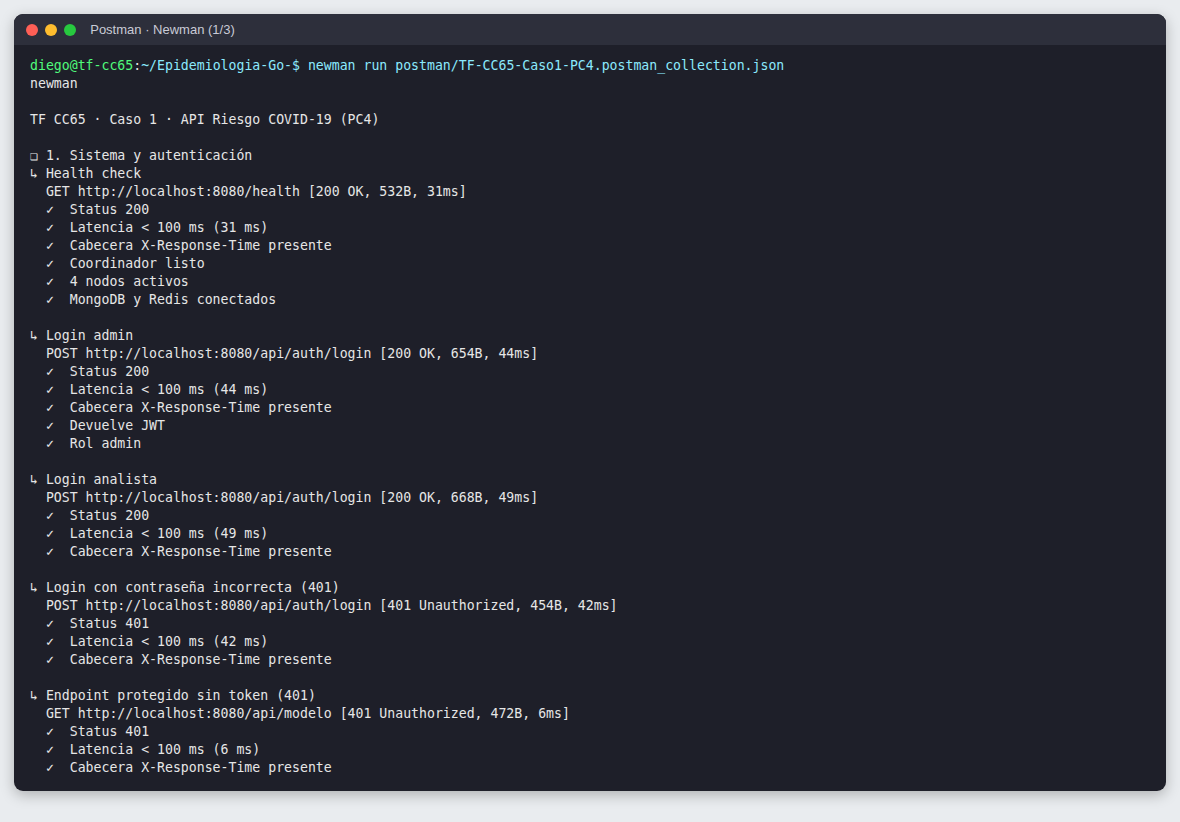 Postman · Newman (1/3)
diego@tf-cc65:~/Epidemiologia-Go-$ newman run postman/TF-CC65-Caso1-PC4.postman_collection.json
newman
TF CC65 · Caso 1 · API Riesgo COVID-19 (PC4)
❏ 1. Sistema y autenticación
↳ Health check
GET http://localhost:8080/health [200 OK, 532B, 31ms]
✓ Status 200
✓ Latencia < 100 ms (31 ms)
✓ Cabecera X-Response-Time presente
✓ Coordinador listo
✓ 4 nodos activos
✓ MongoDB y Redis conectados
↳ Login admin
POST http://localhost:8080/api/auth/login [200 OK, 654B, 44ms]
✓ Status 200
✓ Latencia < 100 ms (44 ms)
✓ Cabecera X-Response-Time presente
✓ Devuelve JWT
✓ Rol admin
↳ Login analista
POST http://localhost:8080/api/auth/login [200 OK, 668B, 49ms]
✓ Status 200
✓ Latencia < 100 ms (49 ms)
✓ Cabecera X-Response-Time presente
↳ Login con contraseña incorrecta (401)
POST http://localhost:8080/api/auth/login [401 Unauthorized, 454B, 42ms]
✓ Status 401
✓ Latencia < 100 ms (42 ms)
✓ Cabecera X-Response-Time presente
↳ Endpoint protegido sin token (401)
GET http://localhost:8080/api/modelo [401 Unauthorized, 472B, 6ms]
✓ Status 401
✓ Latencia < 100 ms (6 ms)
✓ Cabecera X-Response-Time presente